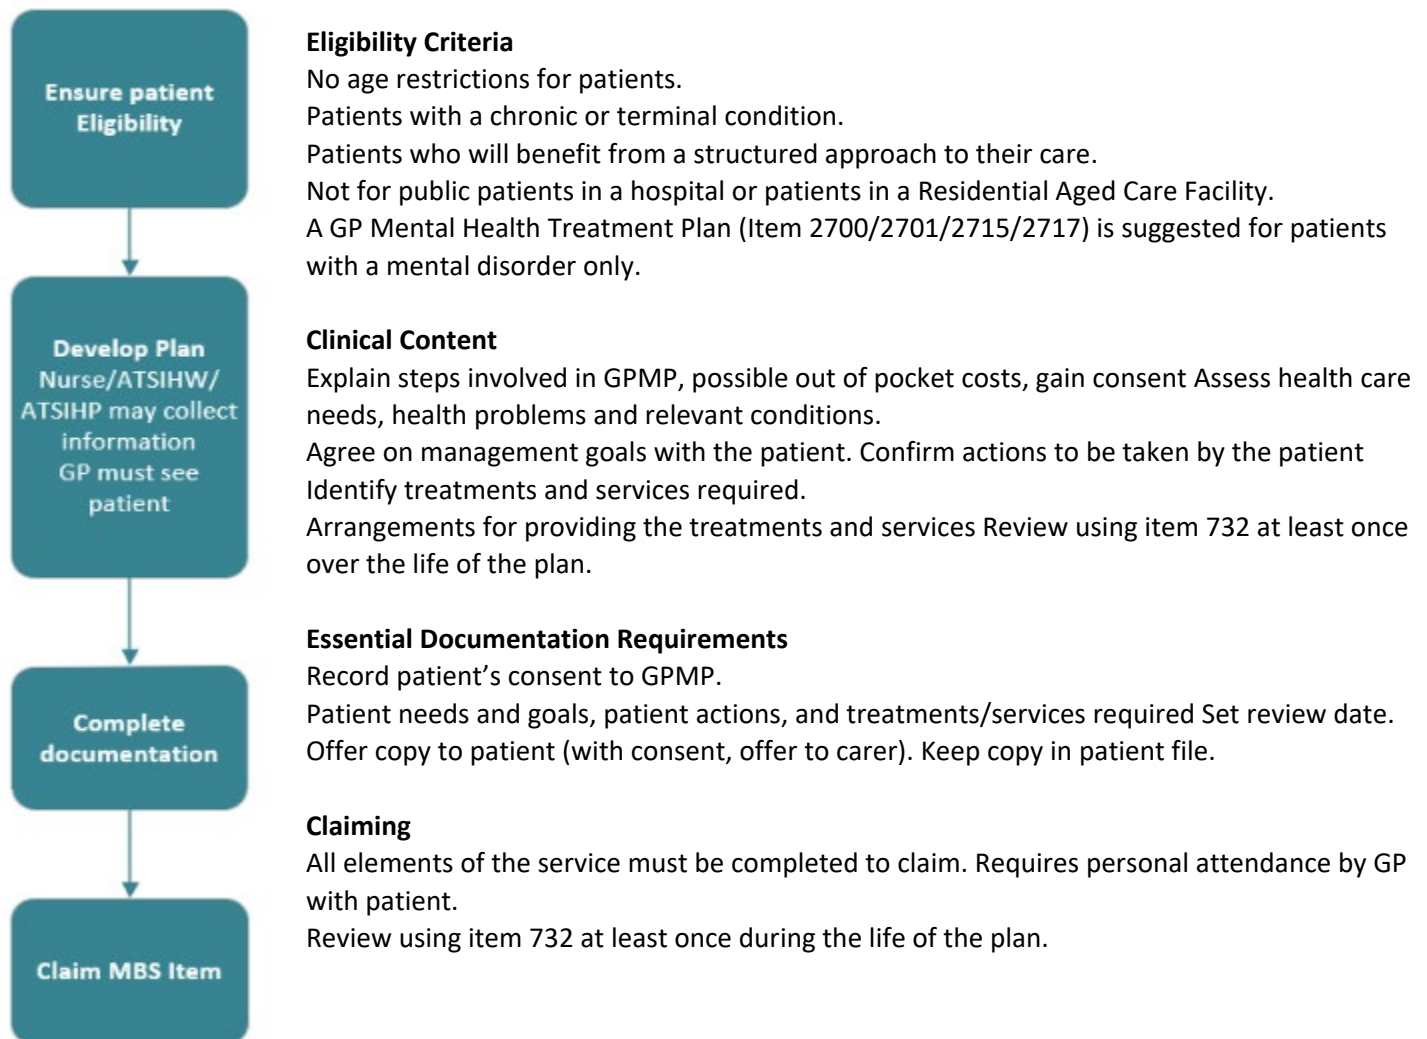 Ensure patient
Eligibility
Eligibility Criteria
No age restrictions for patients.
Patients with a chronic or terminal condition.
Patients who will benefit from a structured approach to their care.
Not for public patients in a hospital or patients in a Residential Aged Care Facility.
A GP Mental Health Treatment Plan (Item 2700/2701/2715/2717) is suggested for patients
with a mental disorder only.
Develop Plan
Nurse/ATSIHW/
ATSIHP may collect
information
GP must see
patient
Clinical Content
Explain steps involved in GPMP, possible out of pocket costs, gain consent Assess health care
needs, health problems and relevant conditions.
Agree on management goals with the patient. Confirm actions to be taken by the patient
Identify treatments and services required.
Arrangements for providing the treatments and services Review using item 732 at least once
over the life of the plan.
Complete
documentation
Essential Documentation Requirements
Record patient’s consent to GPMP.
Patient needs and goals, patient actions, and treatments/services required Set review date.
Offer copy to patient (with consent, offer to carer). Keep copy in patient file.
Claim MBS Item
Claiming
All elements of the service must be completed to claim. Requires personal attendance by GP
with patient.
Review using item 732 at least once during the life of the plan.